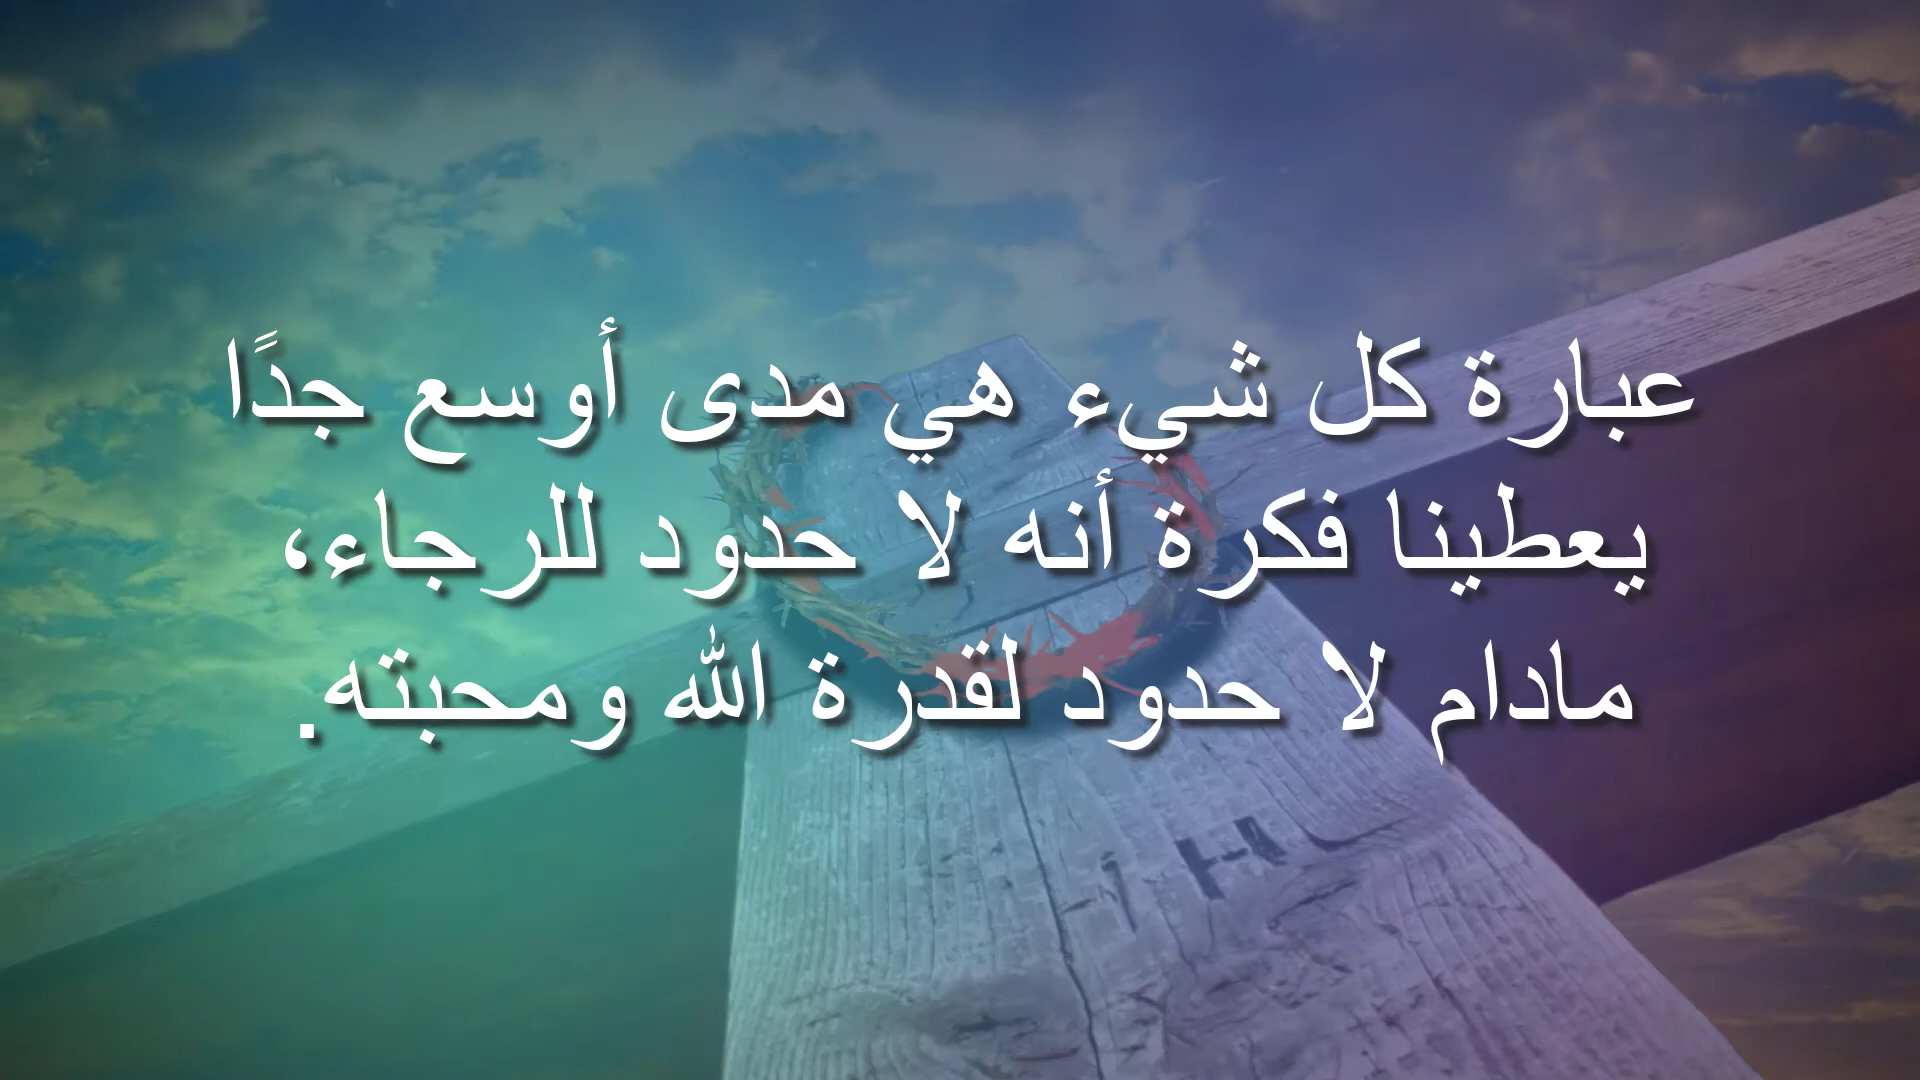 عبارة كل شيء هي مدى أوسع جدًا
يعطينا فكرة أنه لا حدود للرجاء،
مادام لا حدود لقدرة الله ومحبته.
IH